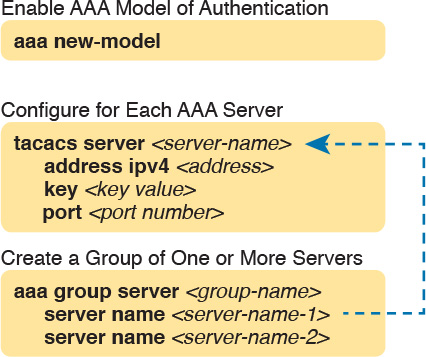 Enable AAA Model of Authentication
aaa new-model
Configure for Each AAA Server
tacacs server <server-name>
address ipv4 <address>
key <key value>
port <port number>
Create a Group of One or More Servers
aaa group server <group-name>
server name <server-name-1>
server name <server-name-2>